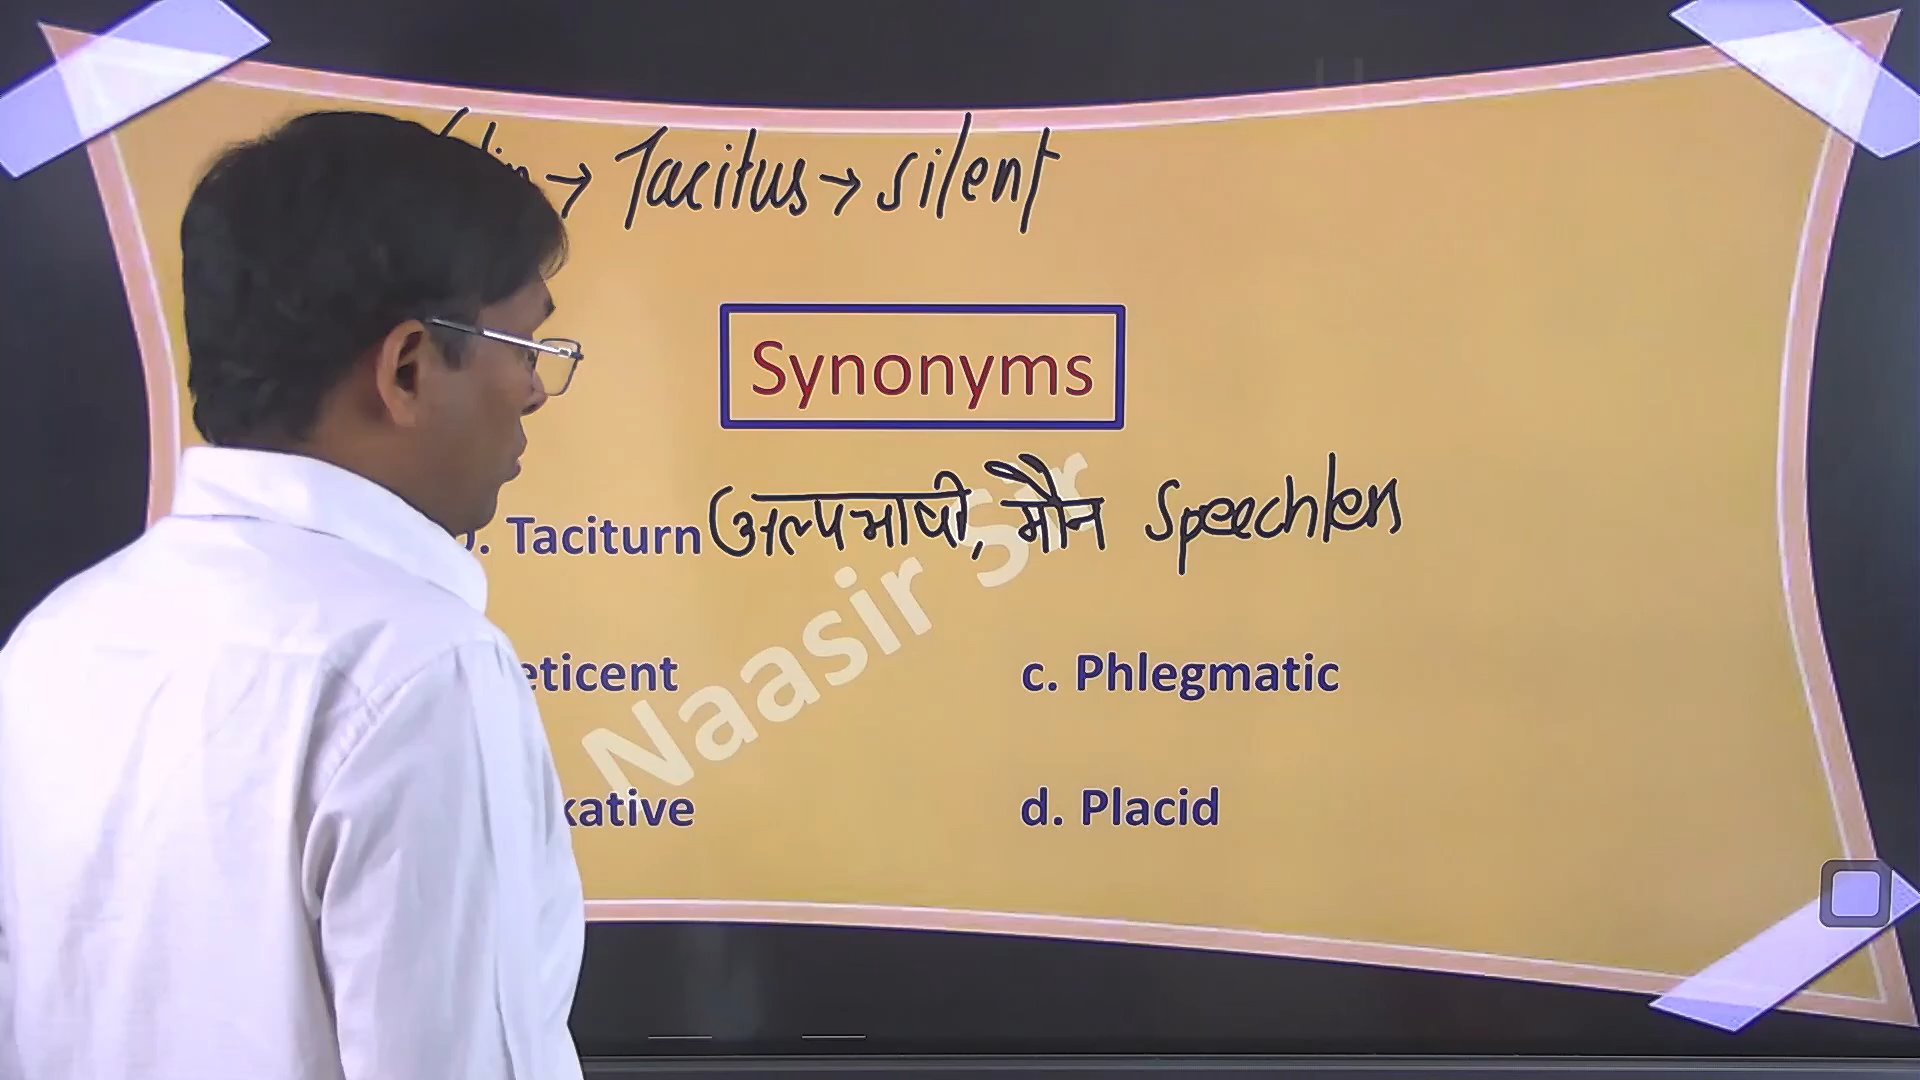 → Tacitus → silent
Synonyms
. Taciturn (अल्पभाषी, मौन Speechless
eticent
c. Phlegmatic
kative
d. Placid
Naasir Sir